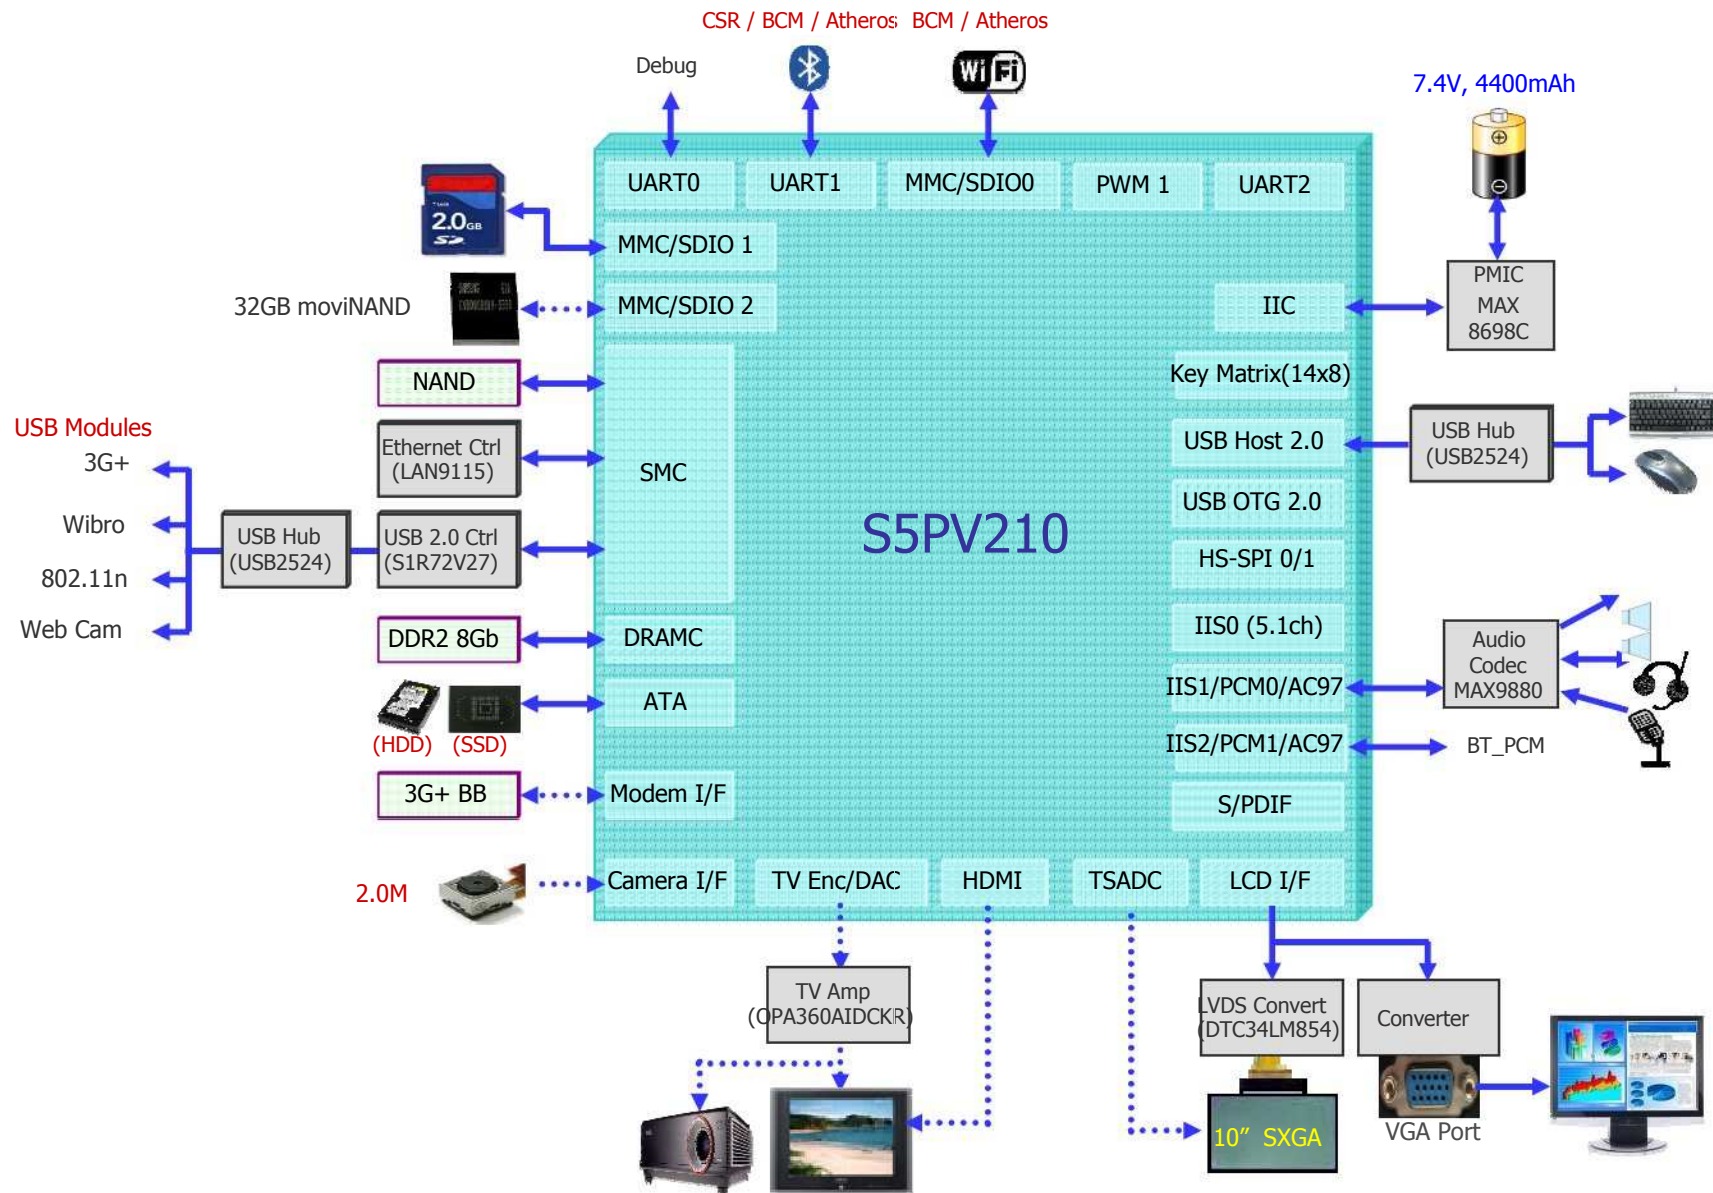 CSR / BCM / Atheros BCM / Atheros
Debug
WiFi
7.4V, 4400mAh
UART0
UART1
MMC/SDIO0
PWM 1
UART2
2.0GB
MMC/SDIO 1
32GB moviNAND
SAMSUNG
MMC/SDIO 2
IIC
PMIC
MAX
8698C
NAND
Key Matrix(14x8)
USB Modules
3G+
Wibro
802.11n
Web Cam
USB Hub
(USB2524)
Ethernet Ctrl
(LAN9115)
USB 2.0 Ctrl
(S1R72V27)
SMC
S5PV210
USB Host 2.0
USB Hub
(USB2524)
USB OTG 2.0
HS-SPI 0/1
DDR2 8Gb
DRAMC
IIS0 (5.1ch)
Audio
Codec
MAX9880
(HDD)
(SSD)
ATA
IIS1/PCM0/AC97
IIS2/PCM1/AC97
BT_PCM
3G+ BB
Modem I/F
S/PDIF
2.0M
Camera I/F
TV Enc/DAC
HDMI
TSADC
LCD I/F
TV Amp
(OPA360AIDCKR)
LVDS Convert
(DTC34LM854)
Converter
10” SXGA
VGA Port